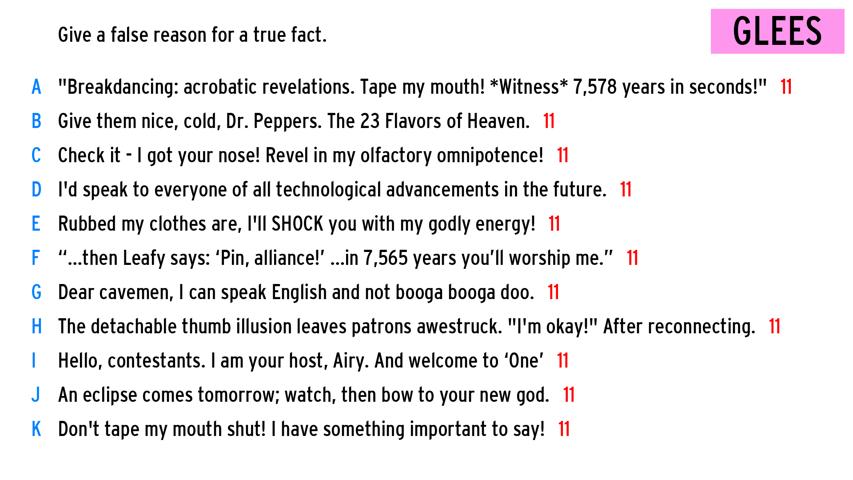 Give a false reason for a true fact.
GLEES
A "Breakdancing: acrobatic revelations. Tape my mouth! *Witness* 7,578 years in seconds!" 11
B Give them nice, cold, Dr. Peppers. The 23 Flavors of Heaven. 11
C Check it - I got your nose! Revel in my olfactory omnipotence! 11
D I'd speak to everyone of all technological advancements in the future. 11
E Rubbed my clothes are, I'll SHOCK you with my godly energy! 11
F “...then Leafy says: ‘Pin, alliance!’ ...in 7,565 years you’ll worship me.” 11
G Dear cavemen, I can speak English and not booga booga doo. 11
H The detachable thumb illusion leaves patrons awestruck. "I'm okay!" After reconnecting. 11
I Hello, contestants. I am your host, Airy. And welcome to ‘One’ 11
J An eclipse comes tomorrow; watch, then bow to your new god. 11
K Don't tape my mouth shut! I have something important to say! 11